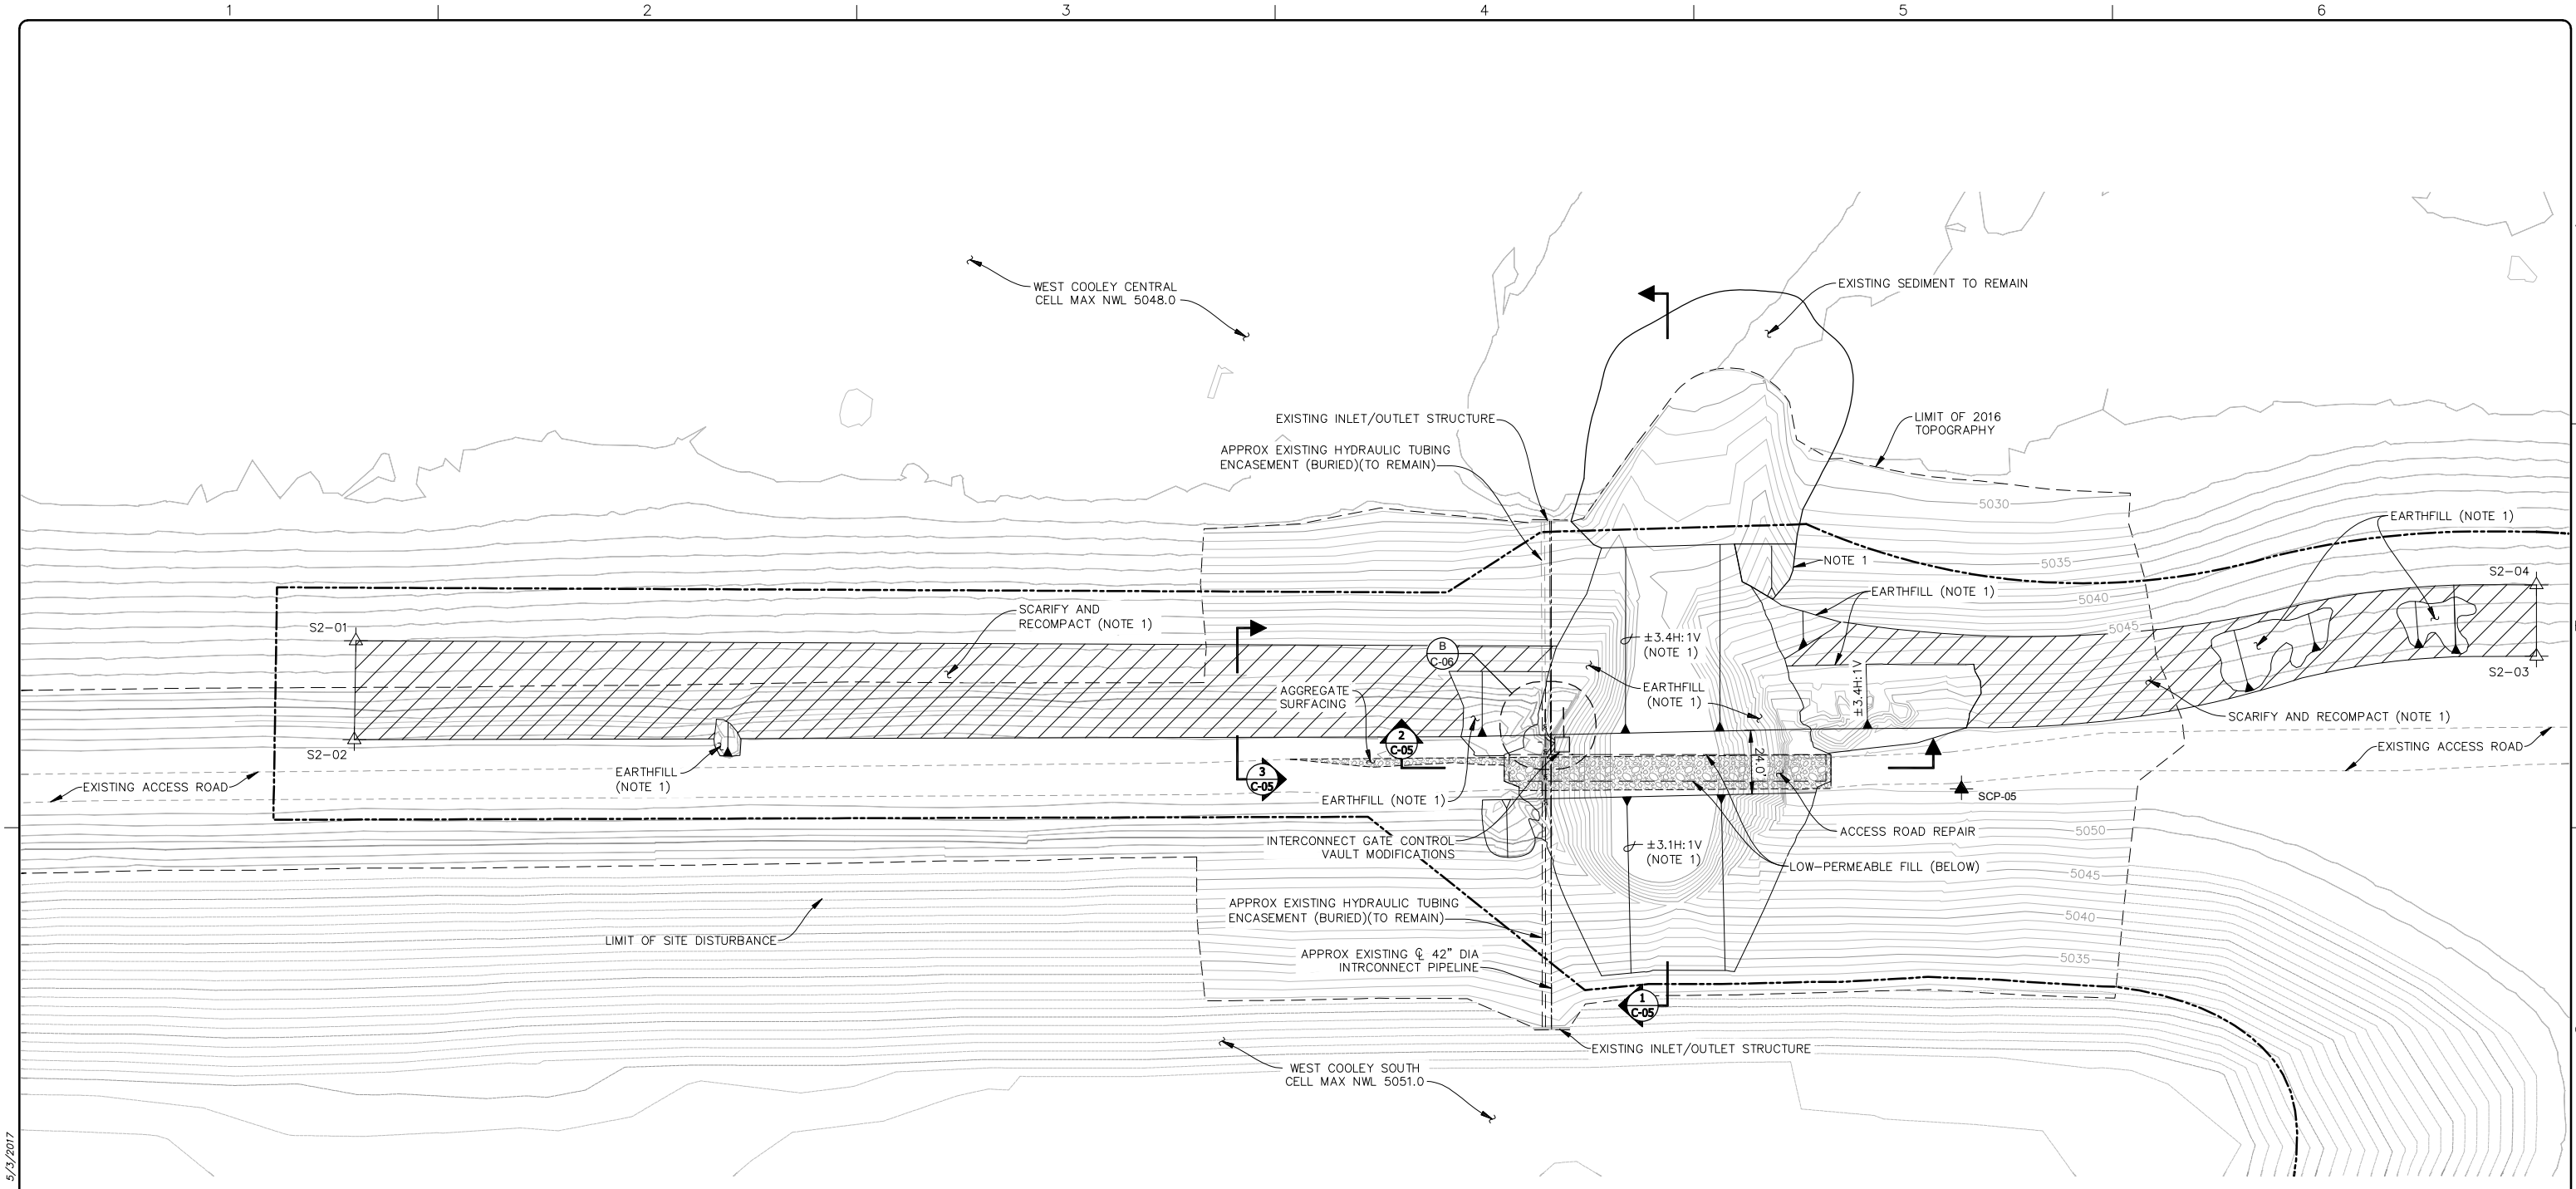 1 2 3 4 5 6
WEST COOLEY CENTRAL
CELL MAX NWL 5048.0
EXISTING SEDIMENT TO REMAIN
EXISTING INLET/OUTLET STRUCTURE
LIMIT OF 2016
TOPOGRAPHY
APPROX EXISTING HYDRAULIC TUBING
ENCASEMENT (BURIED)(TO REMAIN)
5030
EARTHFILL (NOTE 1)
NOTE 1
5035
S2-04
EARTHFILL (NOTE 1)
5040
SCARIFY AND
RECOMPACT (NOTE 1)
S2-01
5045
±3.4H:1V
(NOTE 1)
B
C-06
S2-03
EARTHFILL
(NOTE 1)
±3.4H:1V
AGGREGATE
SURFACING
SCARIFY AND RECOMPACT (NOTE 1)
2
C-05
S2-02
EXISTING ACCESS ROAD
24.0'
EARTHFILL
(NOTE 1)
3
C-05
EXISTING ACCESS ROAD
SCP-05
EARTHFILL (NOTE 1)
ACCESS ROAD REPAIR
5050
INTERCONNECT GATE CONTROL
VAULT MODIFICATIONS
±3.1H:1V
(NOTE 1)
LOW-PERMEABLE FILL (BELOW)
5045
APPROX EXISTING HYDRAULIC TUBING
ENCASEMENT (BURIED)(TO REMAIN)
5040
LIMIT OF SITE DISTURBANCE
APPROX EXISTING ℄ 42" DIA
INTRCONNECT PIPELINE
5035
1
C-05
EXISTING INLET/OUTLET STRUCTURE
WEST COOLEY SOUTH
CELL MAX NWL 5051.0
5/3/2017